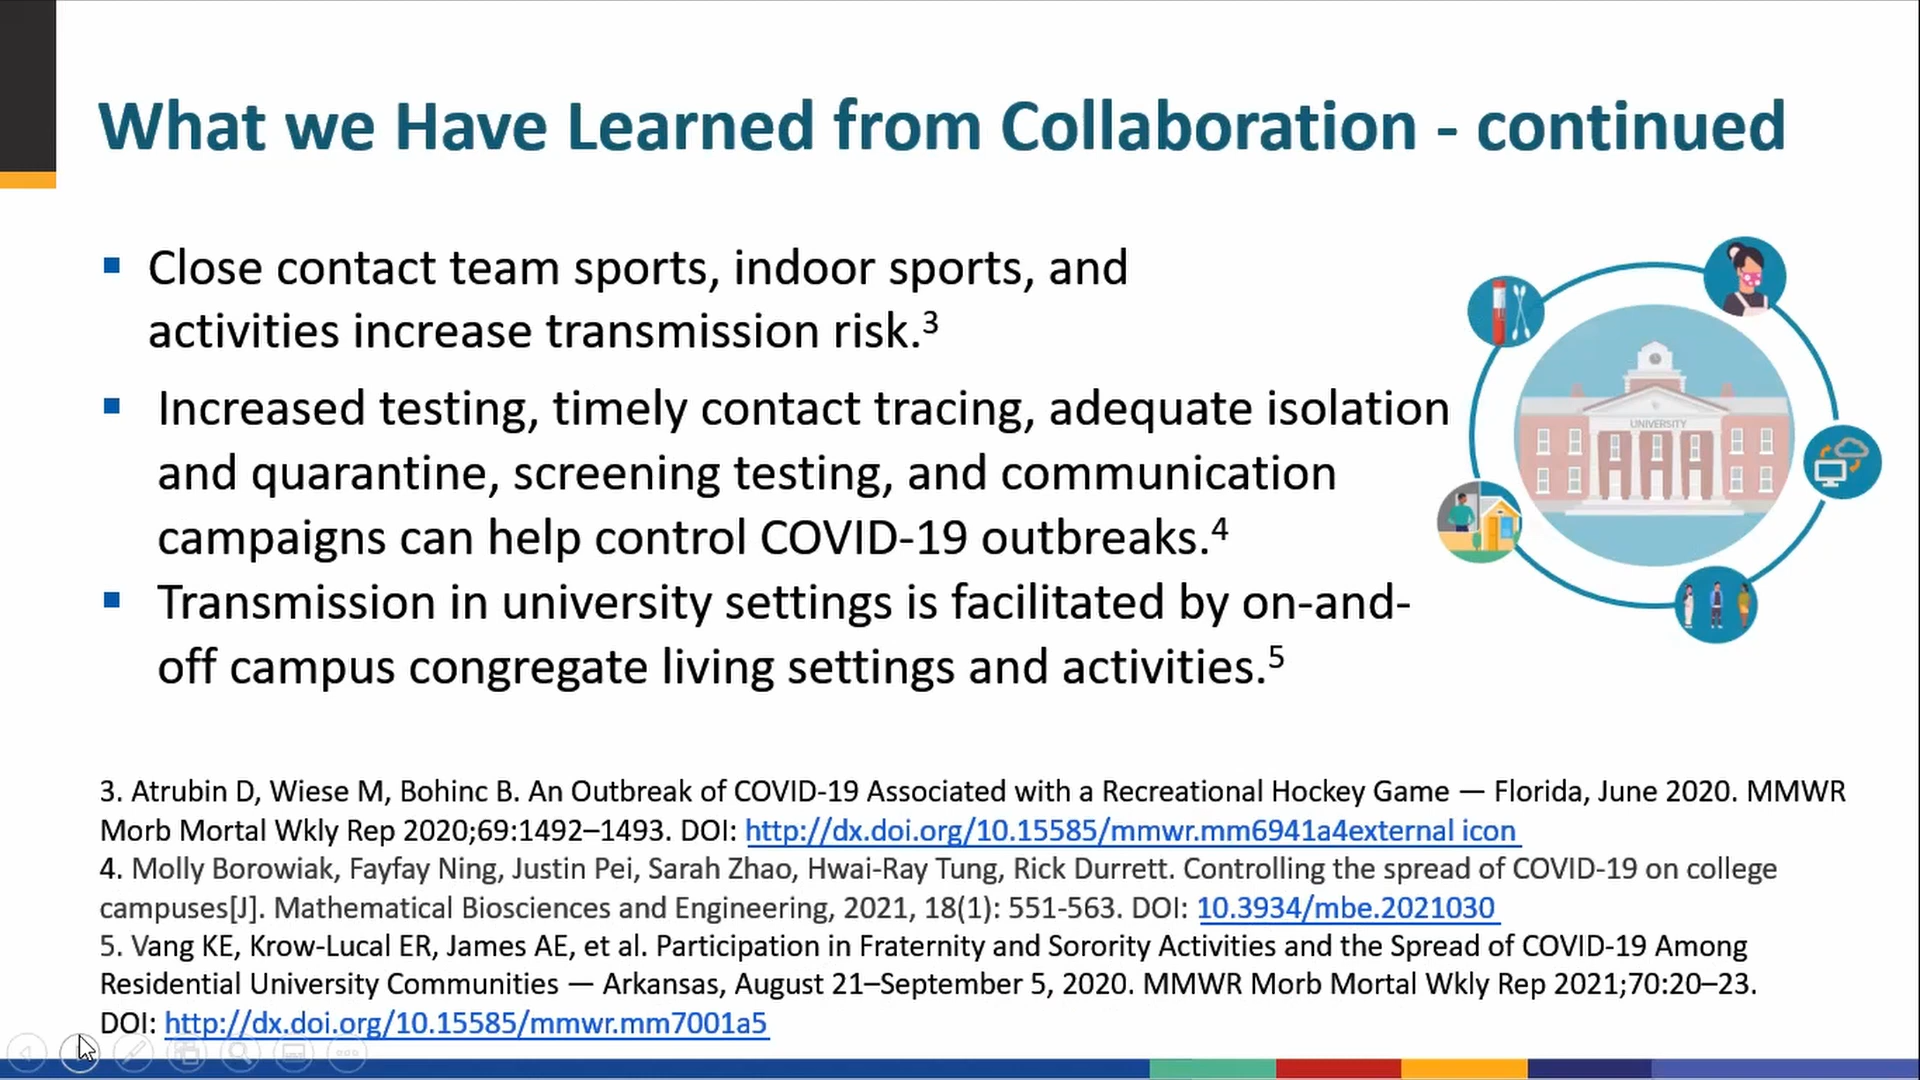 What we Have Learned from Collaboration - continued
▪ Close contact team sports, indoor sports, and
activities increase transmission risk.³
▪ Increased testing, timely contact tracing, adequate isolation
and quarantine, screening testing, and communication
campaigns can help control COVID-19 outbreaks.⁴
▪ Transmission in university settings is facilitated by on-and-
off campus congregate living settings and activities.⁵
UNIVERSITY
3. Atrubin D, Wiese M, Bohinc B. An Outbreak of COVID-19 Associated with a Recreational Hockey Game — Florida, June 2020. MMWR
Morb Mortal Wkly Rep 2020;69:1492–1493. DOI: http://dx.doi.org/10.15585/mmwr.mm6941a4external icon
4. Molly Borowiak, Fayfay Ning, Justin Pei, Sarah Zhao, Hwai-Ray Tung, Rick Durrett. Controlling the spread of COVID-19 on college
campuses[J]. Mathematical Biosciences and Engineering, 2021, 18(1): 551-563. DOI: 10.3934/mbe.2021030
5. Vang KE, Krow-Lucal ER, James AE, et al. Participation in Fraternity and Sorority Activities and the Spread of COVID-19 Among
Residential University Communities — Arkansas, August 21–September 5, 2020. MMWR Morb Mortal Wkly Rep 2021;70:20–23.
DOI: http://dx.doi.org/10.15585/mmwr.mm7001a5